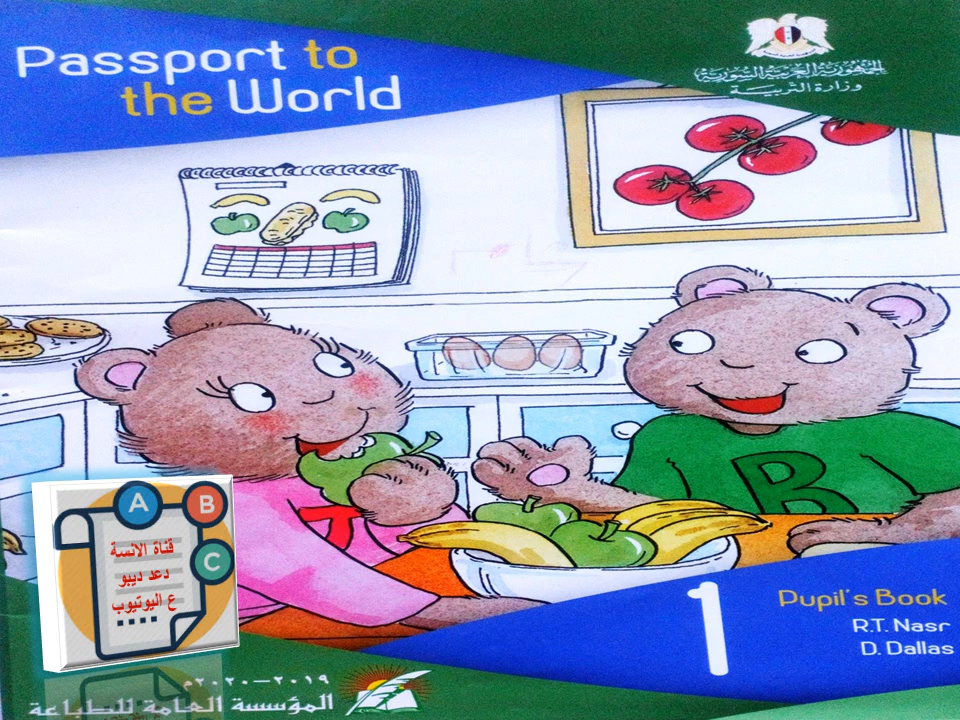 Passport to
the World
الجمهورية العربية السورية
وزارة التربية
R
A
B
C
قناة الانسة
دعد ديبو
ع اليوتيوب
1
Pupil's Book
R.T. Nasr
D. Dallas
٢٠١٩-٢٠٢٠م
المؤسسة العامة للطباعة